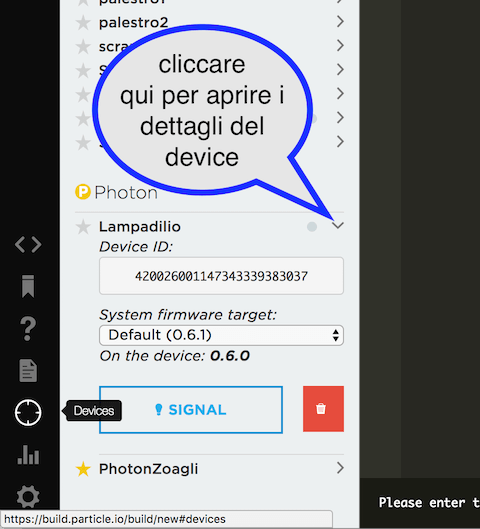 palestro1
palestro2
scra
cliccare
qui per aprire i
dettagli del
device
Photon
Lampadilio
Device ID:
420026001147343339383037
System firmware target:
Default (0.6.1)
On the device: 0.6.0
SIGNAL
Devices
PhotonZoagli
https://build.particle.io/build/new#devices
Please enter t